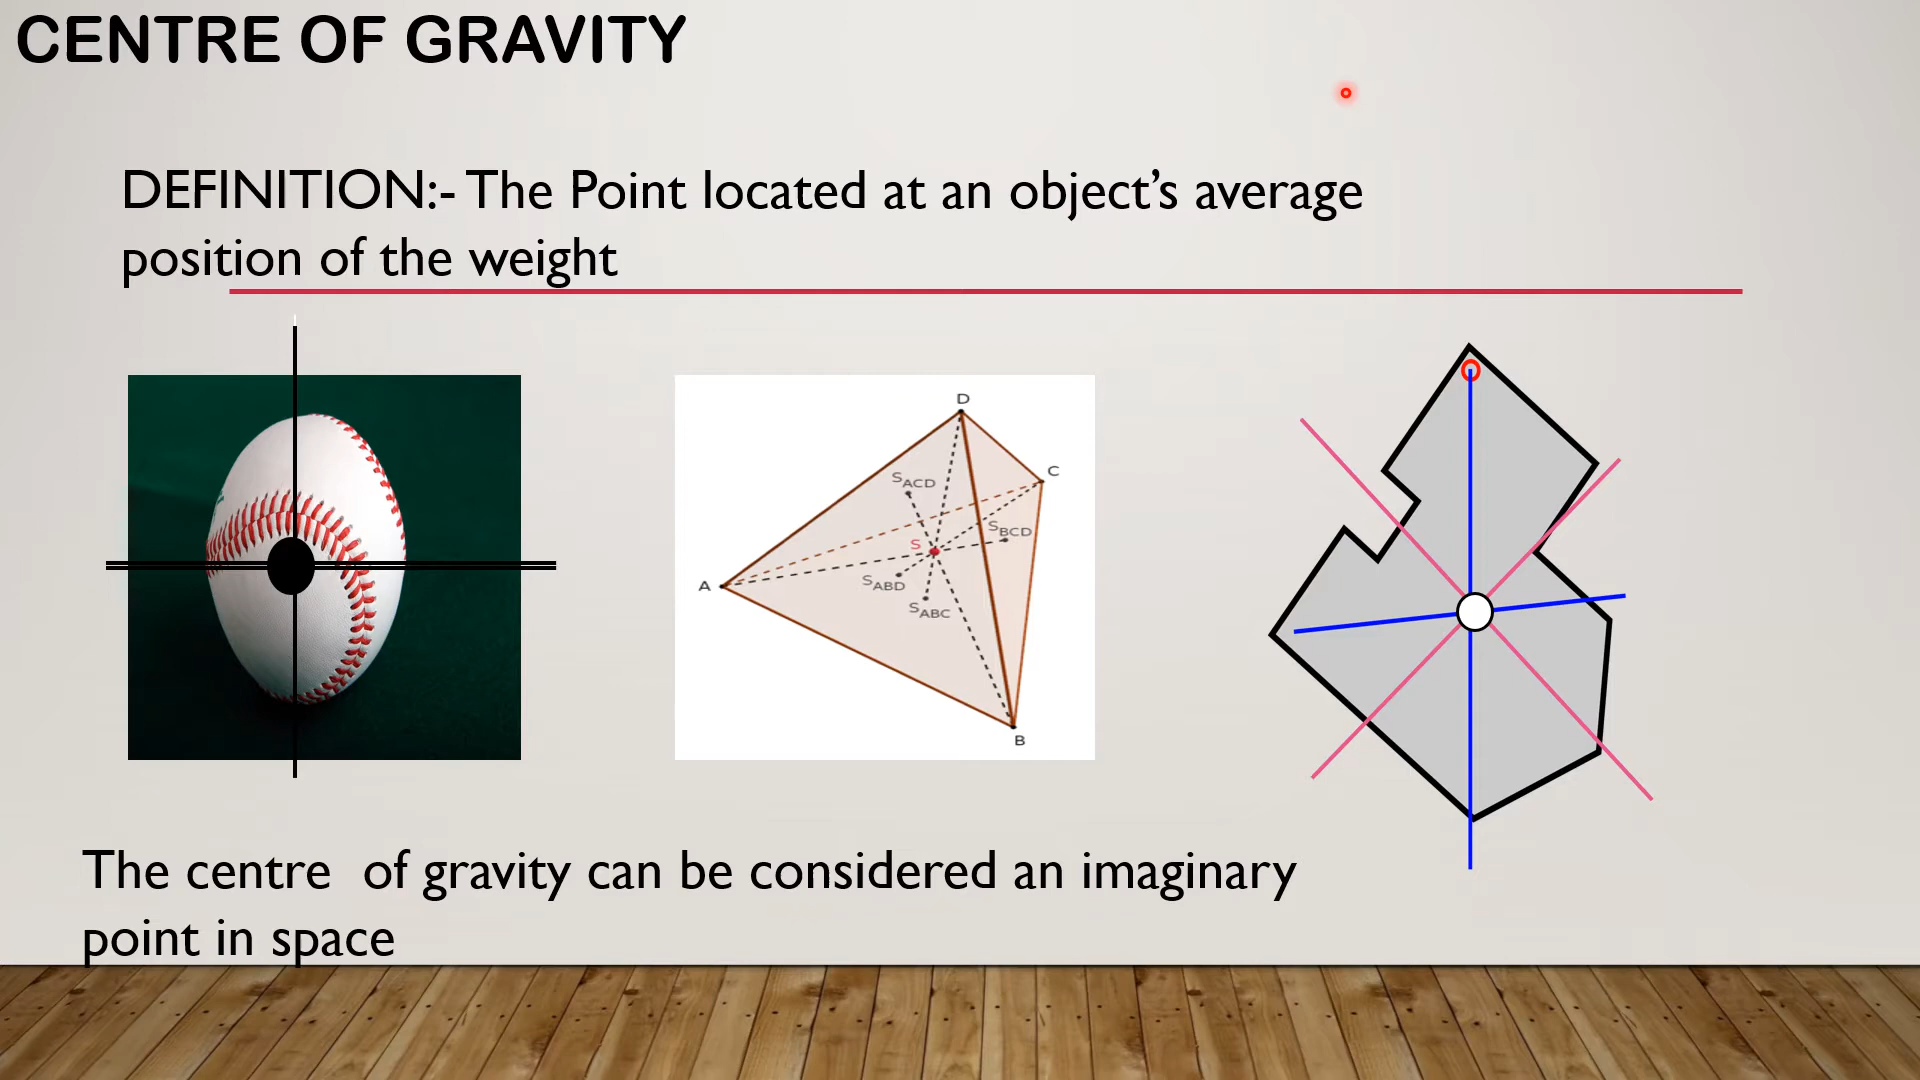 CENTRE OF GRAVITY
DEFINITION:- The Point located at an object’s average
position of the weight
D
C
S_ACD
S_BCD
S
S_ABD
A
S_ABC
B
The centre  of gravity can be considered an imaginary
point in space